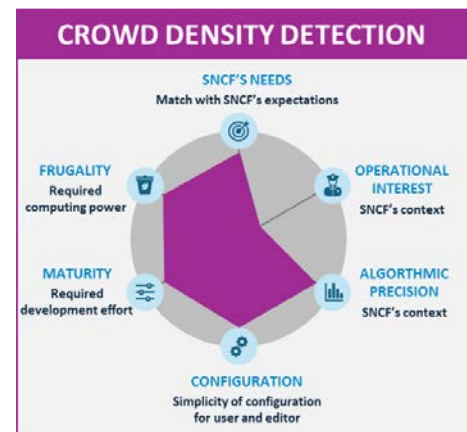 CROWD DENSITY DETECTION
SNCF'S NEEDS
Match with SNCF's expectations
FRUGALITY
Required
computing power
OPERATIONAL
INTEREST
SNCF's context
MATURITY
Required
development effort
ALGORTHMIC
PRECISION
SNCF's context
CONFIGURATION
Simplicity of configuration
for user and editor